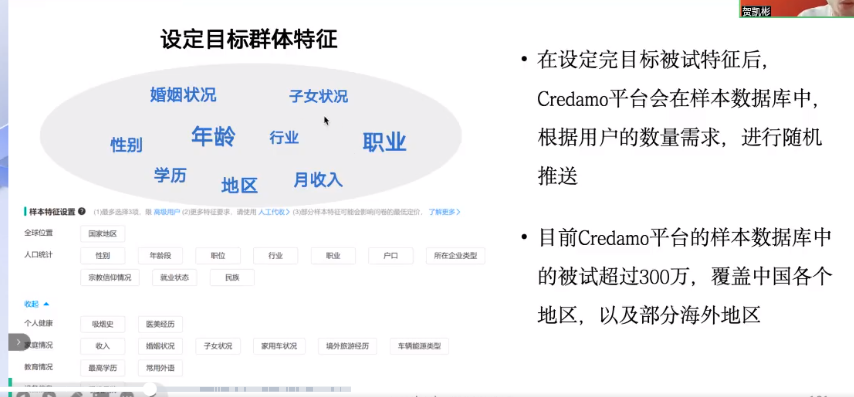 贺凯彬
设定目标群体特征
婚姻状况
子女状况
性别
年龄
行业
职业
学历
地区
月收入
样本特征设置 ? (1)最多选择3级，限 高级用户 (2)更多特征要求，请使用 人工代收> (3)部分样本特征可能会影响问卷的最低定价， 了解更多>
全球位置 国家地区
人口统计 性别 年龄段 职位 行业 职业 户口 所在企业类型
宗教信仰情况 就业状态 民族
收起
个人健康 吸烟史 医美经历
家庭情况 收入 婚姻状况 子女状况 家用车状况 境外旅游经历 车辆能源类型
教育情况 最高学历 常用外语
• 在设定完目标被试特征后，
Credamo平台会在样本数据库中，
根据用户的数量需求，进行随机
推送
• 目前Credamo平台的样本数据库中
的被试超过300万，覆盖中国各个
地区，以及部分海外地区